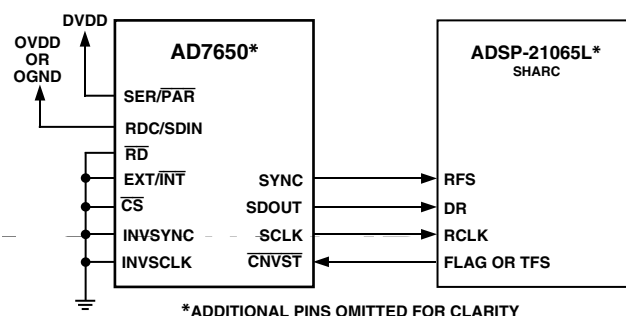 DVDD
OVDD
OR
OGND
AD7650*
SER/PAR
RDC/SDIN
RD
EXT/INT
CS
INVSYNC
INVSCLK
SYNC
SDOUT
SCLK
CNVST
ADSP-21065L*
SHARC
RFS
DR
RCLK
FLAG OR TFS
*ADDITIONAL PINS OMITTED FOR CLARITY